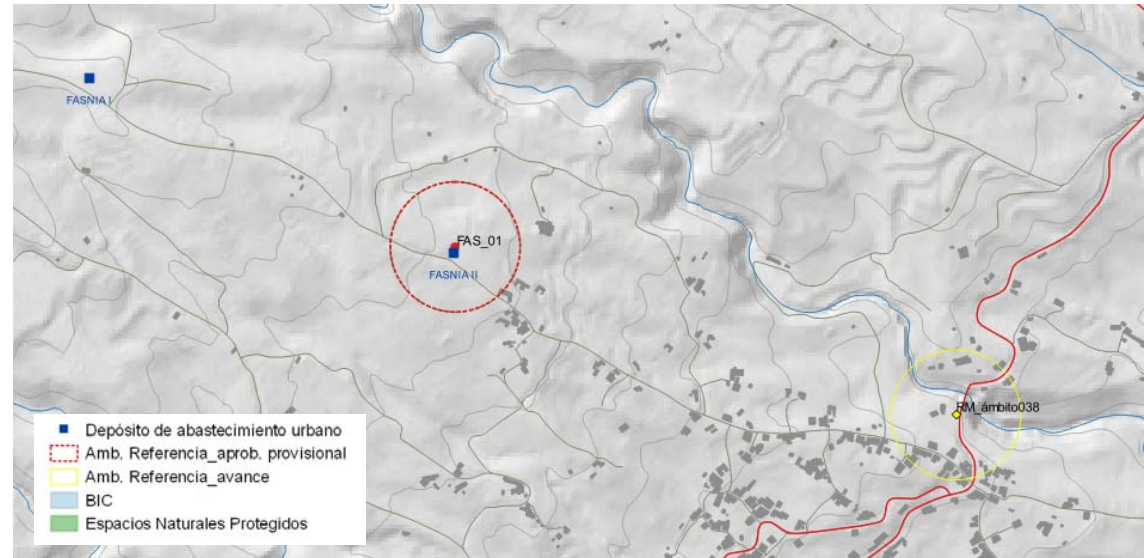 FASNIA I
FAS_01
FASNIA II
RM_ámbito038
Depósito de abastecimiento urbano
Amb. Referencia_aprob. provisional
Amb. Referencia_avance
BIC
Espacios Naturales Protegidos